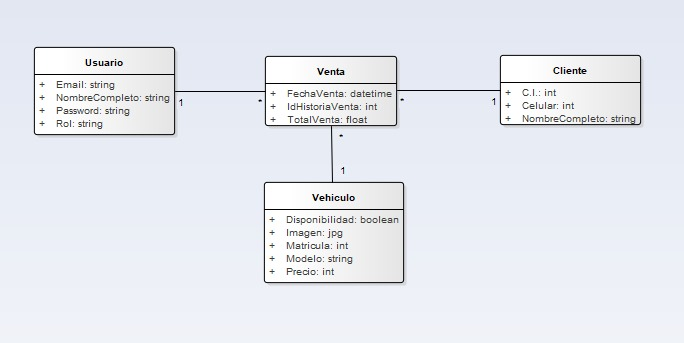 Usuario
+ Email: string
+ NombreCompleto: string
+ Password: string
+ Rol: string
1
*
Venta
+ FechaVenta: datetime
+ IdHistoriaVenta: int
+ TotalVenta: float
*
1
Cliente
+ C.I.: int
+ Celular: int
+ NombreCompleto: string
*
1
Vehiculo
+ Disponibilidad: boolean
+ Imagen: jpg
+ Matricula: int
+ Modelo: string
+ Precio: int